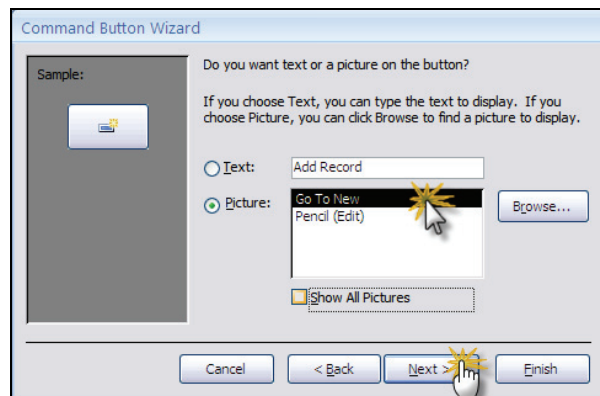 Command Button Wizard
Sample:
Do you want text or a picture on the button?
If you choose Text, you can type the text to display.  If you
choose Picture, you can click Browse to find a picture to display.
Text:
Add Record
Picture:
Go To New
Pencil (Edit)
Browse...
Show All Pictures
Cancel
< Back
Next >
Finish